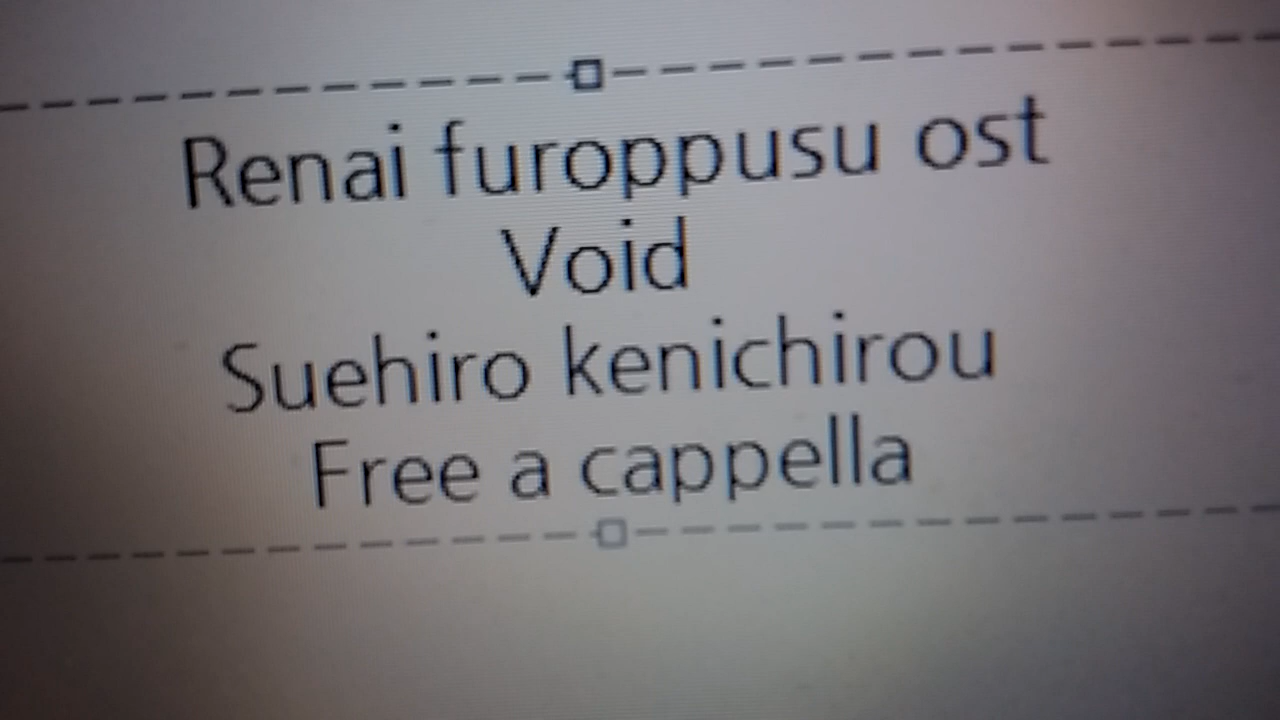 Renai furoppusu ost
Void
Suehiro kenichirou
Free a cappella